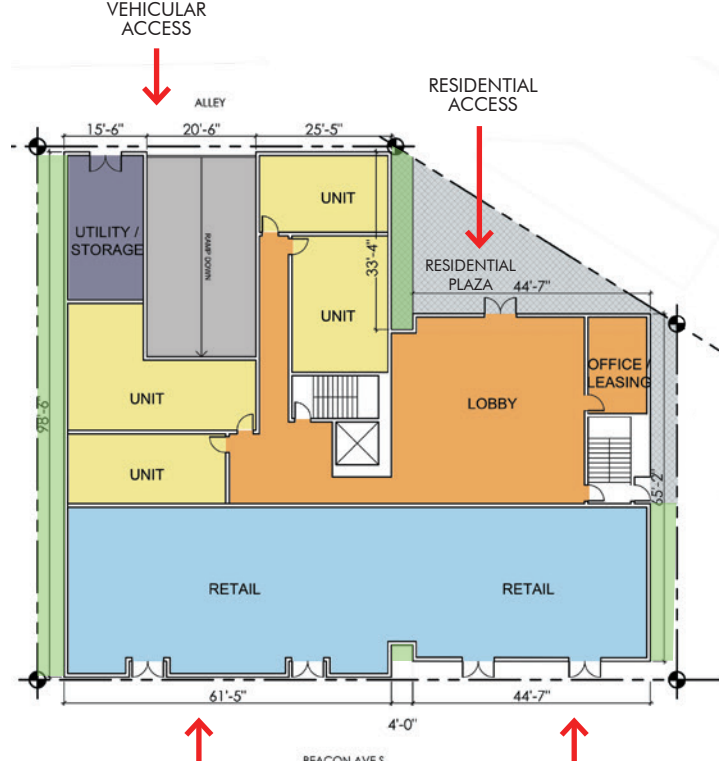 VEHICULAR
ACCESS
ALLEY
RESIDENTIAL
ACCESS
15'-6"
20'-6"
25'-5"
UNIT
UTILITY /
STORAGE
RAMP DOWN
33'-4"
RESIDENTIAL
PLAZA
44'-7"
UNIT
OFFICE /
LEASING
UNIT
LOBBY
98'-6"
UNIT
65'-2"
RETAIL
RETAIL
61'-5"
44'-7"
4'-0"
BEACON AVE S